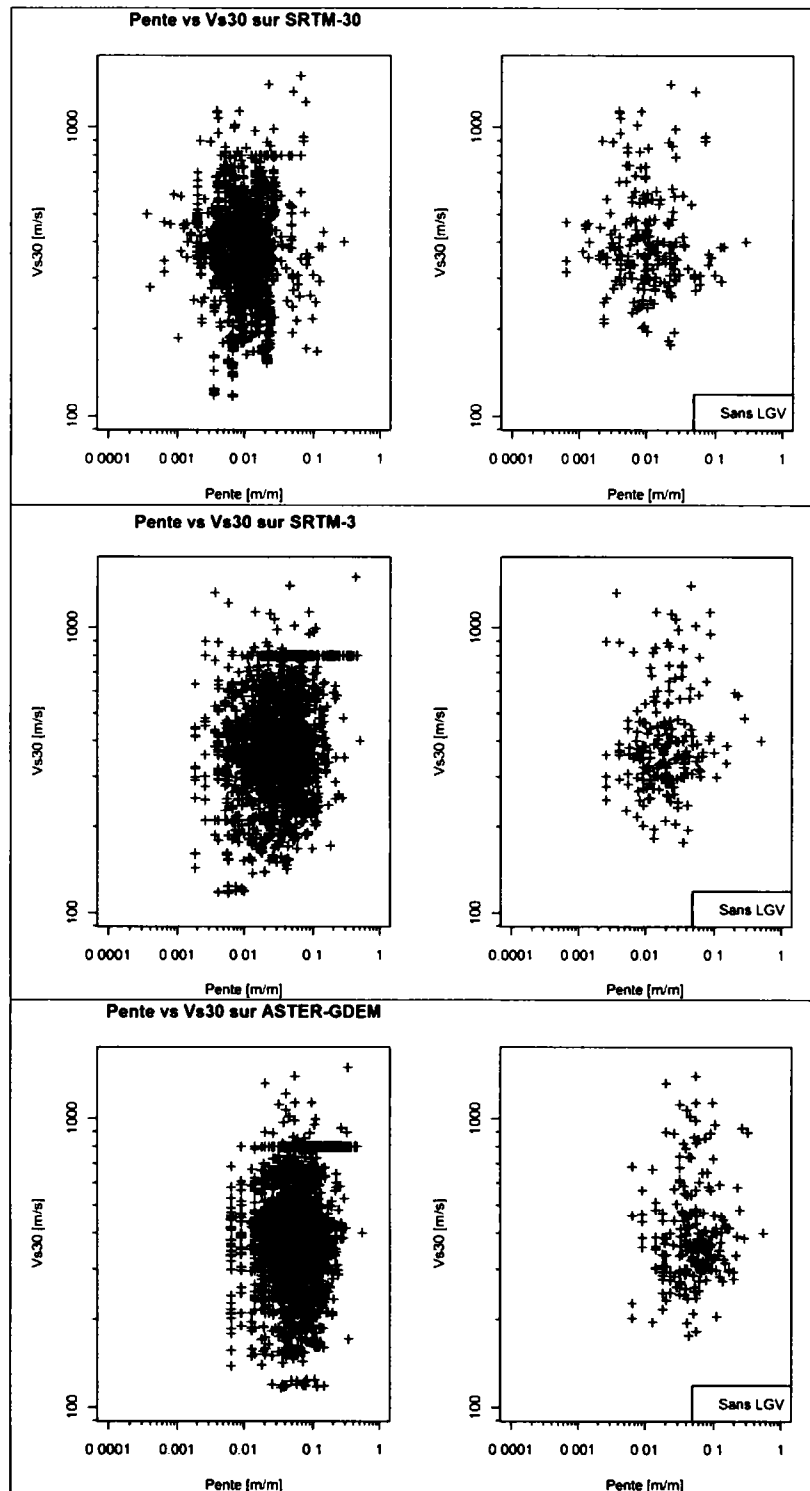 Pente vs Vs30 sur SRTM-30
Vs30 [m/s]
1000
100
0 0001 0 001 0 01 0 1 1
Pente [m/m]
Vs30 [m/s]
1000
100
Sans LGV
0 0001 0 001 0 01 0 1 1
Pente [m/m]
Pente vs Vs30 sur SRTM-3
Vs30 [m/s]
1000
100
0 0001 0 001 0 01 0 1 1
Pente [m/m]
Vs30 [m/s]
1000
100
Sans LGV
0 0001 0 001 0 01 0 1 1
Pente [m/m]
Pente vs Vs30 sur ASTER-GDEM
Vs30 [m/s]
1000
100
0 0001 0 001 0 01 0 1 1
Pente [m/m]
Vs30 [m/s]
1000
100
Sans LGV
0 0001 0 001 0 01 0 1 1
Pente [m/m]